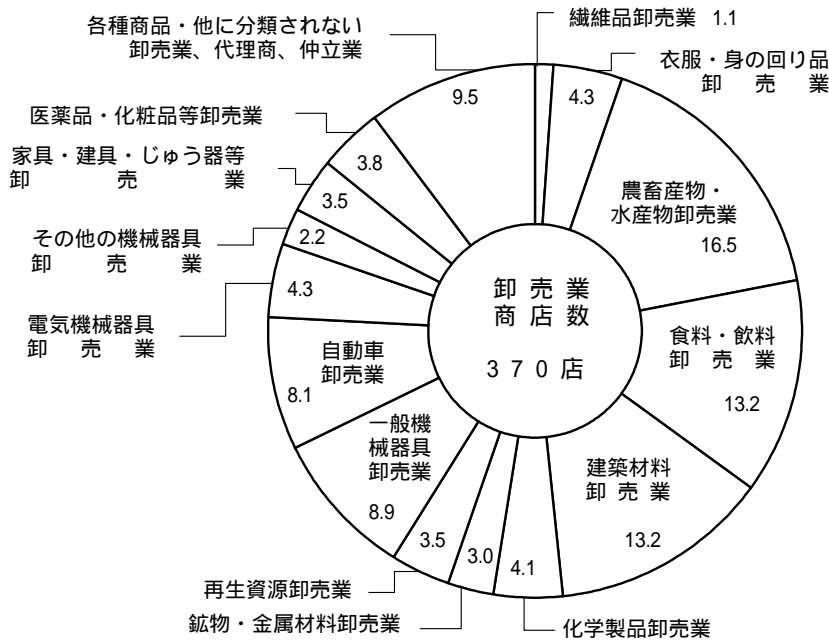 繊維品卸売業 1.1
衣服・身の回り品
卸売業
4.3
農畜産物・
水産物卸売業
16.5
食料・飲料
卸売業
13.2
建築材料
卸売業
13.2
化学製品卸売業
4.1
鉱物・金属材料卸売業
3.0
再生資源卸売業
3.5
一般機
械器具
卸売業
8.9
自動車
卸売業
8.1
電気機械器具
卸売業
4.3
その他の機械器具
卸売業
2.2
家具・建具・じゅう器等
卸売業
3.5
医薬品・化粧品等卸売業
3.8
各種商品・他に分類されない
卸売業、代理商、仲立業
9.5
卸売業
商店数
370店